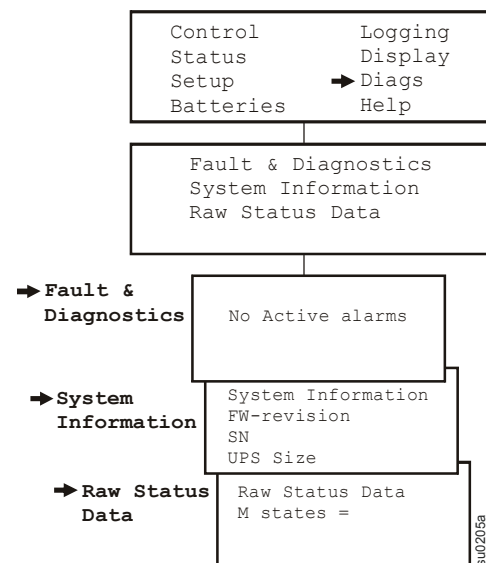 Control Logging
Status Display
Setup Diags
Batteries Help
Fault & Diagnostics
System Information
Raw Status Data
Fault &
Diagnostics
No Active alarms
System
Information
System Information
FW-revision
SN
UPS Size
Raw Status
Data
Raw Status Data
M states =
su0205a